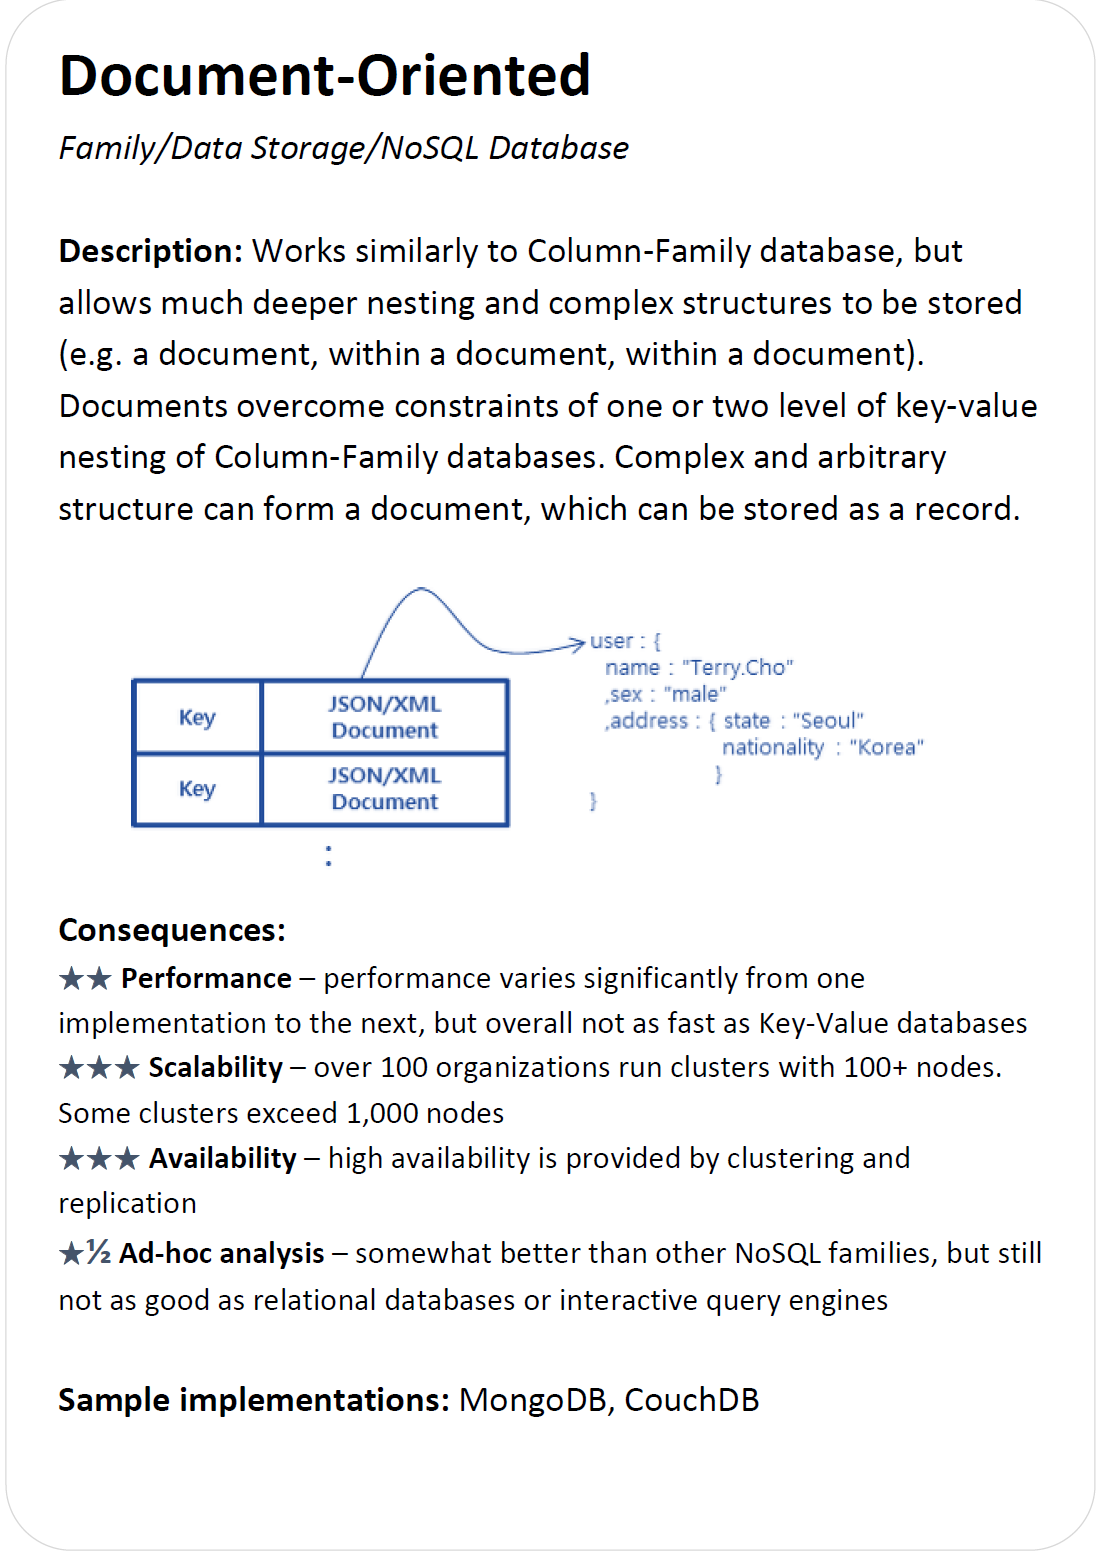 Document-Oriented
Family/Data Storage/NoSQL Database
Description: Works similarly to Column-Family database, but
allows much deeper nesting and complex structures to be stored
(e.g. a document, within a document, within a document).
Documents overcome constraints of one or two level of key-value
nesting of Column-Family databases. Complex and arbitrary
structure can form a document, which can be stored as a record.
Key
JSON/XML
Document
Key
JSON/XML
Document
:
user : {
name : "Terry.Cho"
,sex : "male"
,address : { state : "Seoul"
nationality : "Korea"
}
}
Consequences:
★★ Performance – performance varies significantly from one
implementation to the next, but overall not as fast as Key-Value databases
★★★ Scalability – over 100 organizations run clusters with 100+ nodes.
Some clusters exceed 1,000 nodes
★★★ Availability – high availability is provided by clustering and
replication
★½ Ad-hoc analysis – somewhat better than other NoSQL families, but still
not as good as relational databases or interactive query engines
Sample implementations: MongoDB, CouchDB